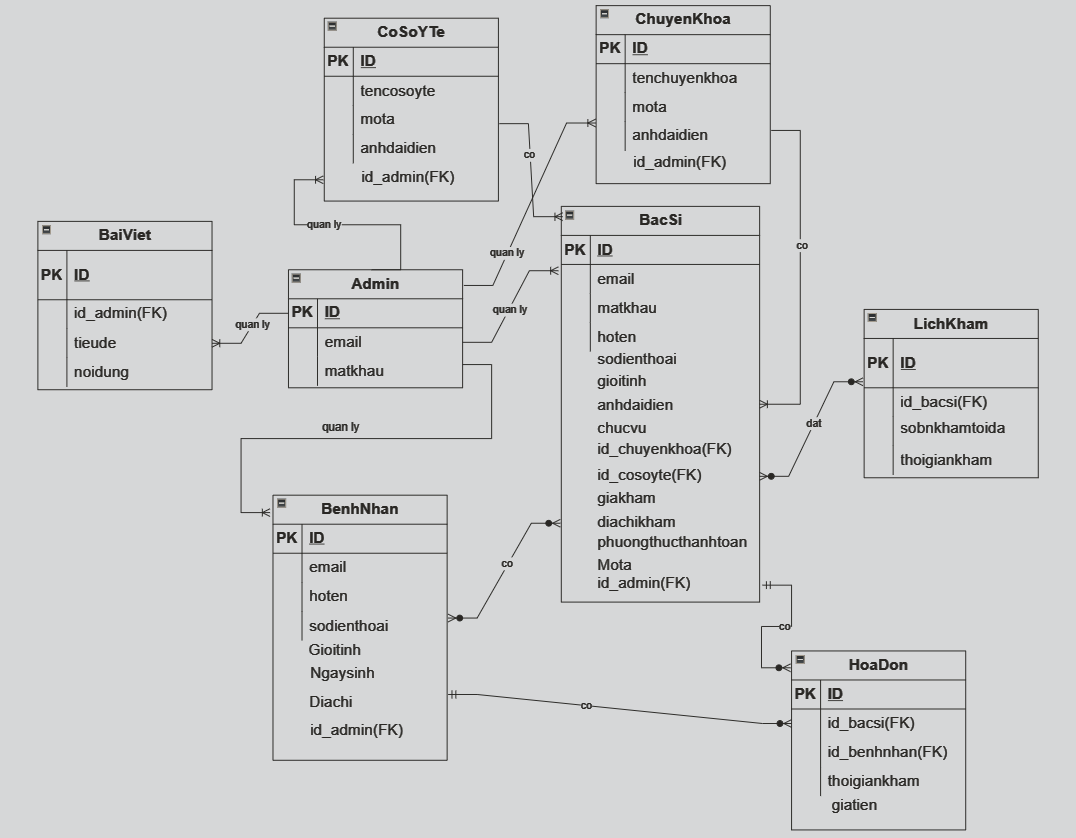 CoSoYTe
PK ID
tencosoyte
mota
anhdaidien
id_admin(FK)
ChuyenKhoa
PK ID
tenchuyenkhoa
mota
anhdaidien
id_admin(FK)
co
quan ly
quan ly
co
BaiViet
PK ID
id_admin(FK)
tieude
noidung
quan ly
Admin
PK ID
email
matkhau
quan ly
quan ly
BacSi
PK ID
email
matkhau
hoten
sodienthoai
gioitinh
anhdaidien
chucvu
id_chuyenkhoa(FK)
id_cosoyte(FK)
giakham
diachikham
phuongthucthanhtoan
Mota
id_admin(FK)
dat
LichKham
PK ID
id_bacsi(FK)
sobnkhamtoida
thoigiankham
BenhNhan
PK ID
email
hoten
sodienthoai
Gioitinh
Ngaysinh
Diachi
id_admin(FK)
co
co
co
HoaDon
PK ID
id_bacsi(FK)
id_benhnhan(FK)
thoigiankham
giatien